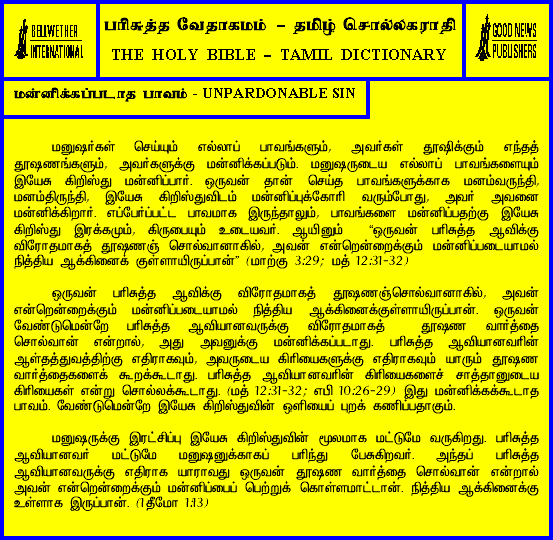 BELLWETHER
INTERNATIONAL
பரிசுத்த வேதாகமம் – தமிழ் சொல்லகராதி
THE HOLY BIBLE – TAMIL DICTIONARY
GOOD NEWS
PUBLISHERS
மன்னிக்கப்படாத பாவம் - UNPARDONABLE SIN
மனுஷர்கள் செய்யும் எல்லாப் பாவங்களும், அவர்கள் தூஷிக்கும் எந்தத்
தூஷணங்களும், அவர்களுக்கு மன்னிக்கப்படும். மனுஷருடைய எல்லாப் பாவங்களையும்
இயேசு கிறிஸ்து மன்னிப்பார். ஒருவன் தான் செய்த பாவங்களுக்காக மனம்வருந்தி,
மனம்திருந்தி, இயேசு கிறிஸ்துவிடம் மன்னிப்புக்கோரி வரும்போது, அவர் அவனை
மன்னிக்கிறார். எப்பேர்ப்பட்ட பாவமாக இருந்தாலும், பாவங்களை மன்னிப்பதற்கு இயேசு
கிறிஸ்து இரக்கமும், கிருபையும் உடையவர். ஆயினும் “ஒருவன் பரிசுத்த ஆவிக்கு
விரோதமாகத் தூஷணஞ் சொல்வானாகில், அவன் என்றென்றைக்கும் மன்னிப்படையாமல்
நித்திய ஆக்கினைக் குள்ளாயிருப்பான்” (மாற்கு 3:29; மத் 12:31-32)
ஒருவன் பரிசுத்த ஆவிக்கு விரோதமாகத் தூஷணஞ்சொல்வானாகில், அவன்
என்றென்றைக்கும் மன்னிப்படையாமல் நித்திய ஆக்கினைக்குள்ளாயிருப்பான். ஒருவன்
வேண்டுமென்றே பரிசுத்த ஆவியானவருக்கு விரோதமாகத் தூஷண வார்த்தை
சொல்வான் என்றால், அது அவனுக்கு மன்னிக்கப்படாது. பரிசுத்த ஆவியானவரின்
ஆள்தத்துவத்திற்கு எதிராகவும், அவருடைய கிரியைகளுக்கு எதிராகவும் யாரும் தூஷண
வார்த்தைகளைக் கூறக்கூடாது. பரிசுத்த ஆவியானவரின் கிரியைகளைச் சாத்தானுடைய
கிரியைகள் என்று சொல்லக்கூடாது. (மத் 12:31-32; எபி 10:26-29) இது மன்னிக்கக்கூடாத
பாவம். வேண்டுமென்றே இயேசு கிறிஸ்துவின் ஒளியைப் புறக் கணிப்பதாகும்.
மனுஷருக்கு இரட்சிப்பு இயேசு கிறிஸ்துவின் மூலமாக மட்டுமே வருகிறது. பரிசுத்த
ஆவியானவர் மட்டுமே மனுஷனுக்காகப் பரிந்து பேசுகிறவர். அந்தப் பரிசுத்த
ஆவியானவருக்கு எதிராக யாராவது ஒருவன் தூஷண வார்த்தை சொல்வான் என்றால்
அவன் என்றென்றைக்கும் மன்னிப்பைப் பெற்றுக் கொள்ளமாட்டான். நித்திய ஆக்கினைக்கு
உள்ளாக இருப்பான். (1தீமோ 1:13)